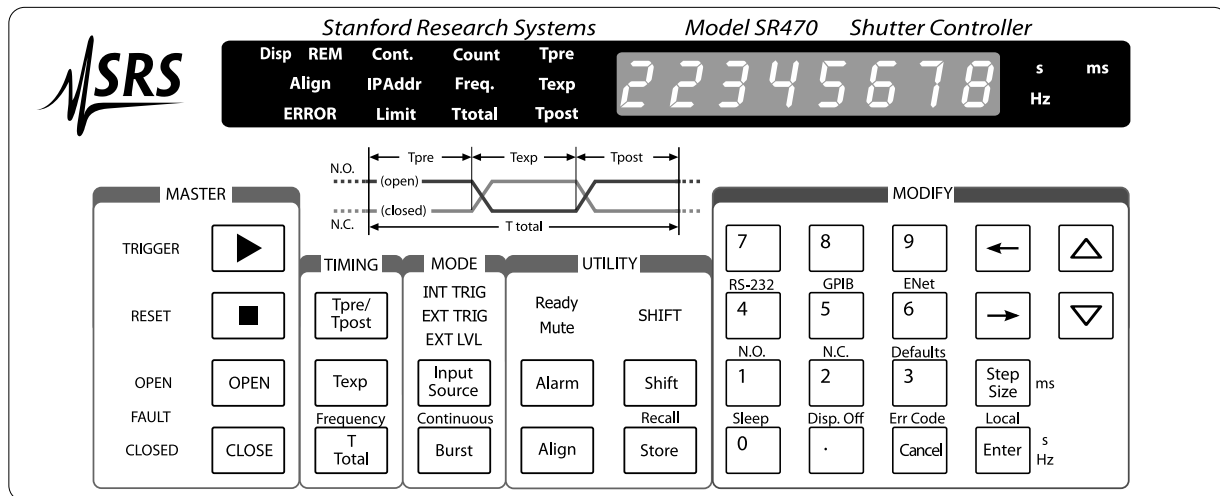 Stanford Research Systems Model SR470 Shutter Controller
SRS
Disp REM Cont. Count Tpre
Align IPAddr Freq. Texp
ERROR Limit Ttotal Tpost
22345678
s ms
Hz
Tpre Texp Tpost
N.O.
(open)
(closed)
N.C.
T total
MASTER
TRIGGER
RESET
OPEN OPEN
FAULT
CLOSED CLOSE
TIMING
Tpre/
Tpost
Texp
Frequency
T
Total
MODE
INT TRIG
EXT TRIG
EXT LVL
Input
Source
Continuous
Burst
UTILITY
Ready
Mute
SHIFT
Alarm Shift
Recall
Align Store
MODIFY
7 8 9
RS-232 GPIB ENet
4 5 6
N.O. N.C. Defaults
1 2 3 Step
Size ms
Sleep Disp. Off Err Code Local
0 . Cancel Enter s
Hz